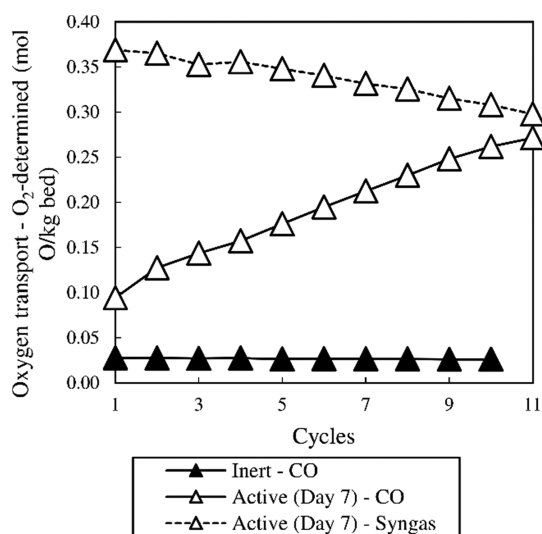 Oxygen transport - O₂-determined (mol
O/kg bed)
0.40
0.35
0.30
0.25
0.20
0.15
0.10
0.05
0.00
1 3 5 7 9 11
Cycles
Inert - CO
Active (Day 7) - CO
Active (Day 7) - Syngas